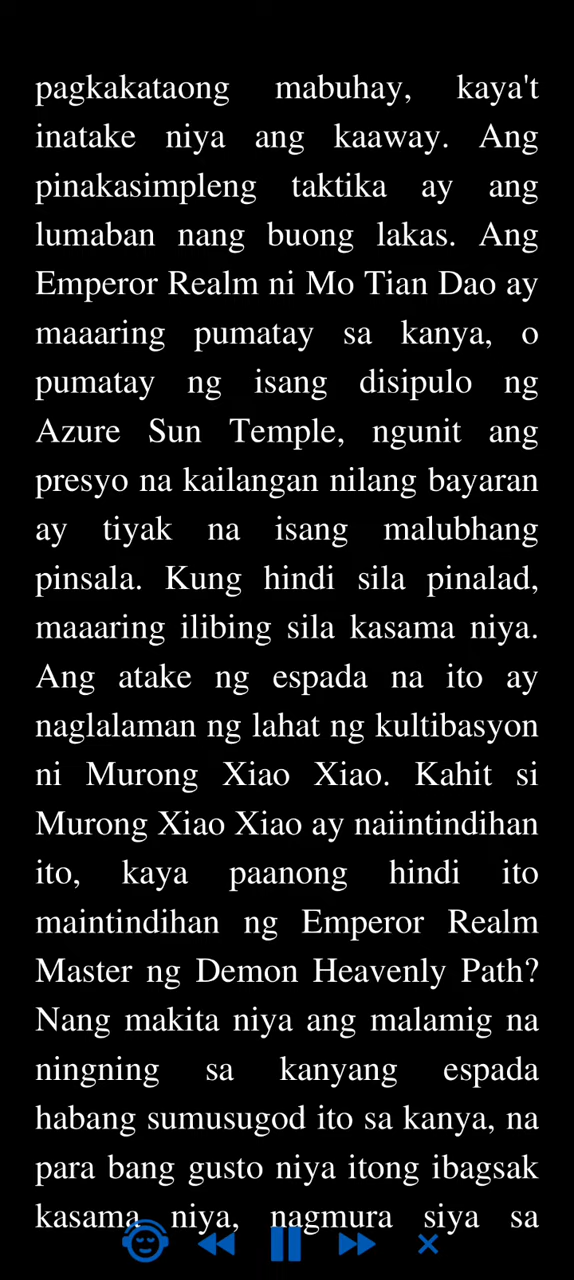 pagkakataong mabuhay, kaya't
inatake niya ang kaaway. Ang
pinakasimpleng taktika ay ang
lumaban nang buong lakas. Ang
Emperor Realm ni Mo Tian Dao ay
maaaring pumatay sa kanya, o
pumatay ng isang disipulo ng
Azure Sun Temple, ngunit ang
presyo na kailangan nilang bayaran
ay tiyak na isang malubhang
pinsala. Kung hindi sila pinalad,
maaaring ilibing sila kasama niya.
Ang atake ng espada na ito ay
naglalaman ng lahat ng kultibasyon
ni Murong Xiao Xiao. Kahit si
Murong Xiao Xiao ay naiintindihan
ito, kaya paanong hindi ito
maintindihan ng Emperor Realm
Master ng Demon Heavenly Path?
Nang makita niya ang malamig na
ningning sa kanyang espada
habang sumusugod ito sa kanya, na
para bang gusto niya itong ibagsak
kasama niya, nagmura siya sa